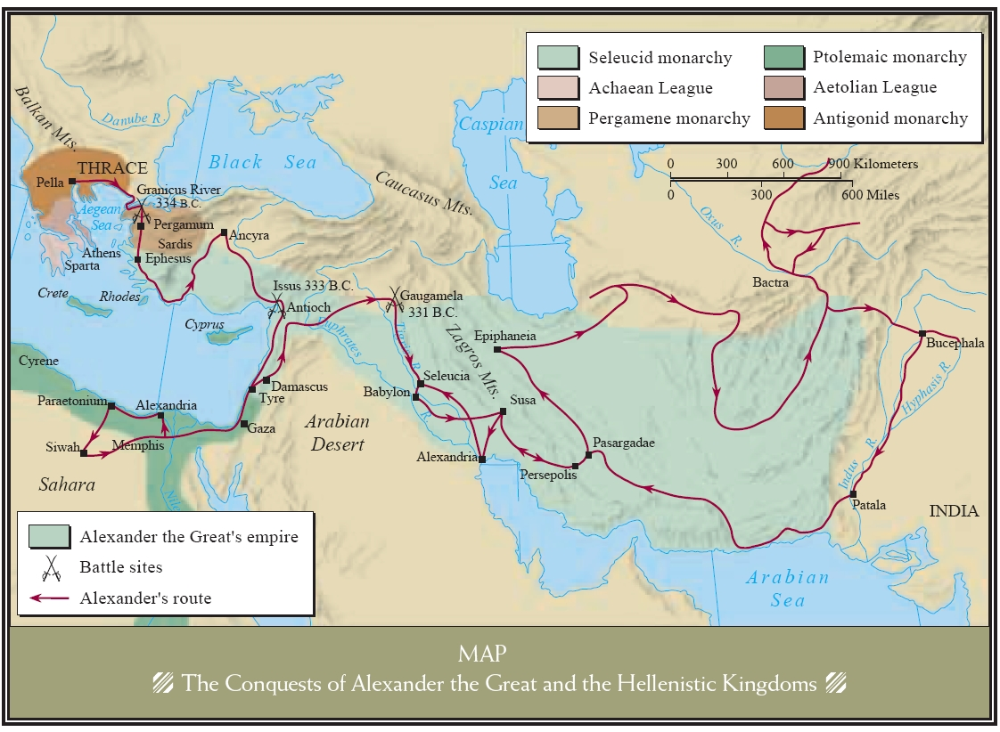 Seleucid monarchy
Ptolemaic monarchy
Achaean League
Aetolian League
Pergamene monarchy
Antigonid monarchy
0 300 600 900 Kilometers
0 300 600 Miles
Balkan Mts.
Danube R.
Black Sea
Caspian
Sea
Caucasus Mts.
THRACE
Pella
Granicus River
334 B.C.
Aegean
Sea
Pergamum
Sardis
Ancyra
Athens
Ephesus
Sparta
Oxus R.
Bactra
Crete
Rhodes
Issus 333 B.C.
Antioch
Gaugamela
331 B.C.
Cyprus
Euphrates
Tigris R.
Zagros Mts.
Epiphaneia
Bucephala
Hyphasis R.
Cyrene
Seleucia
Babylon
R.
Damascus
Tyre
Susa
Paraetonium
Alexandria
Gaza
Arabian
Desert
Siwah
Memphis
Alexandria
Pasargadae
Persepolis
Sahara
Nile
Indus R.
Patala
INDIA
Alexander the Great's empire
Battle sites
Alexander's route
Arabian
Sea
MAP
The Conquests of Alexander the Great and the Hellenistic Kingdoms